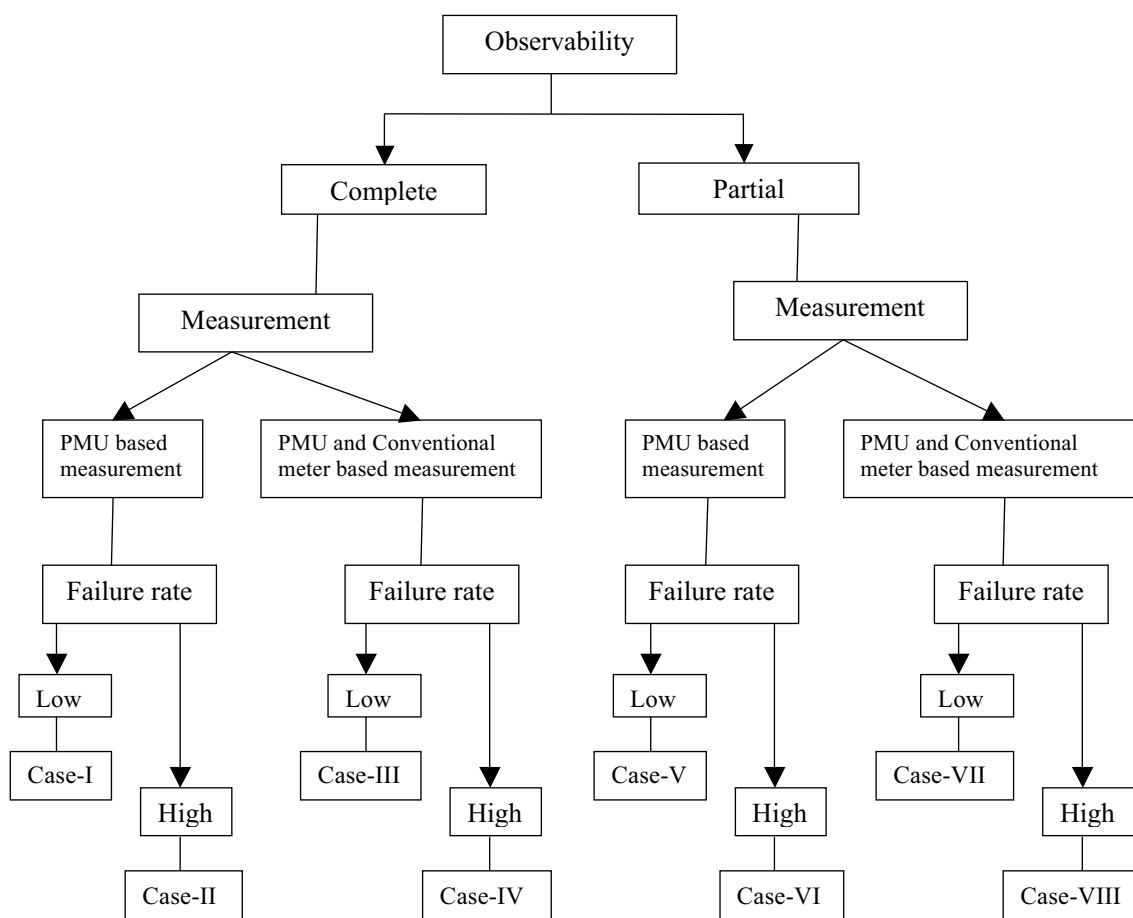 Observability
Complete
Partial
Measurement
Measurement
PMU based
measurement
PMU and Conventional
meter based measurement
PMU based
measurement
PMU and Conventional
meter based measurement
Failure rate
Failure rate
Failure rate
Failure rate
Low
Low
Low
Low
Case-I
Case-III
Case-V
Case-VII
High
High
High
High
Case-II
Case-IV
Case-VI
Case-VIII